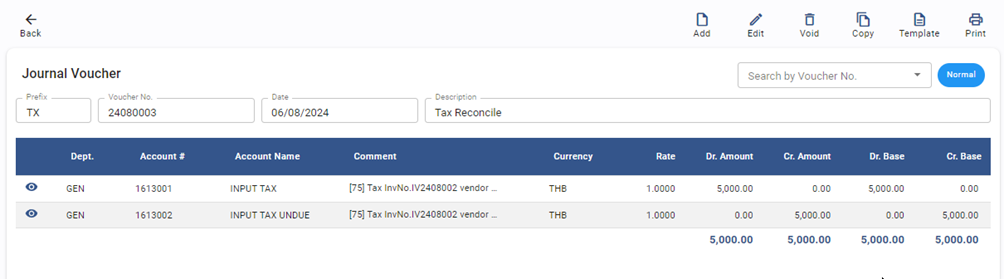 Back Add Edit Void Copy Template Print
Journal Voucher Search by Voucher No. Normal
Prefix Voucher No. Date Description
TX 24080003 06/08/2024 Tax Reconcile
Dept. Account # Account Name Comment Currency Rate Dr. Amount Cr. Amount Dr. Base Cr. Base
GEN 1613001 INPUT TAX [75] Tax InvNo.IV2408002 vendor ... THB 1.0000 5,000.00 0.00 5,000.00 0.00
GEN 1613002 INPUT TAX UNDUE [75] Tax InvNo.IV2408002 vendor ... THB 1.0000 0.00 5,000.00 0.00 5,000.00
5,000.00 5,000.00 5,000.00 5,000.00